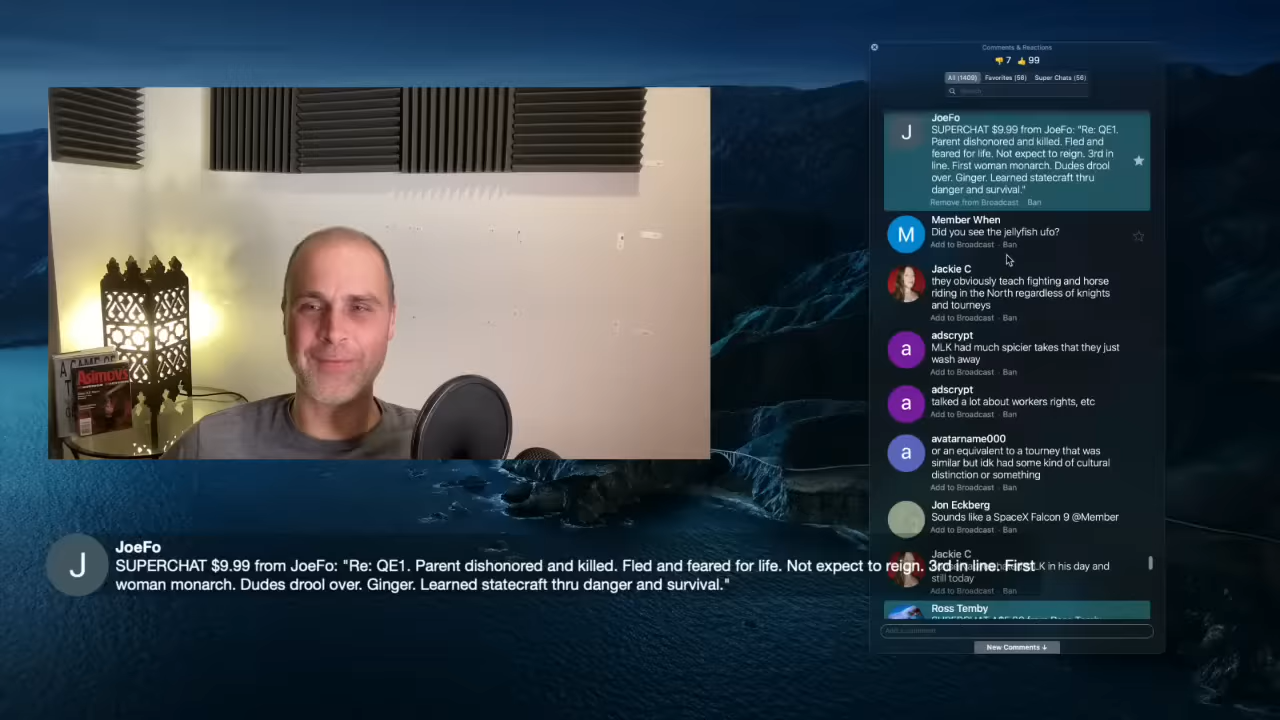 Comments & Reactions
7 99
All (1409) Favorites (58) Super Chats (56)
Search
J
JoeFo
SUPERCHAT $9.99 from JoeFo: "Re: QE1.
Parent dishonored and killed. Fled and
feared for life. Not expect to reign. 3rd in
line. First woman monarch. Dudes drool
over. Ginger. Learned statecraft thru
danger and survival."
Remove from Broadcast · Ban
M
Member When
Did you see the jellyfish ufo?
Add to Broadcast · Ban
Jackie C
they obviously teach fighting and horse
riding in the North regardless of knights
and tourneys
Add to Broadcast · Ban
a
adscrypt
MLK had much spicier takes that they just
wash away
Add to Broadcast · Ban
a
adscrypt
talked a lot about workers rights, etc
Add to Broadcast · Ban
a
avatarname000
or an equivalent to a tourney that was
similar but idk had some kind of cultural
distinction or something
Add to Broadcast · Ban
Jon Eckberg
Sounds like a SpaceX Falcon 9 @Member
Add to Broadcast · Ban
Jackie C
LK in his day and
still today
Add to Broadcast · Ban
Ross Temby
Add a comment
New Comments ↓
A GAME OF
Asimov's
J
JoeFo
SUPERCHAT $9.99 from JoeFo: "Re: QE1. Parent dishonored and killed. Fled and feared for life. Not expect to reign. 3rd in line. First
woman monarch. Dudes drool over. Ginger. Learned statecraft thru danger and survival."